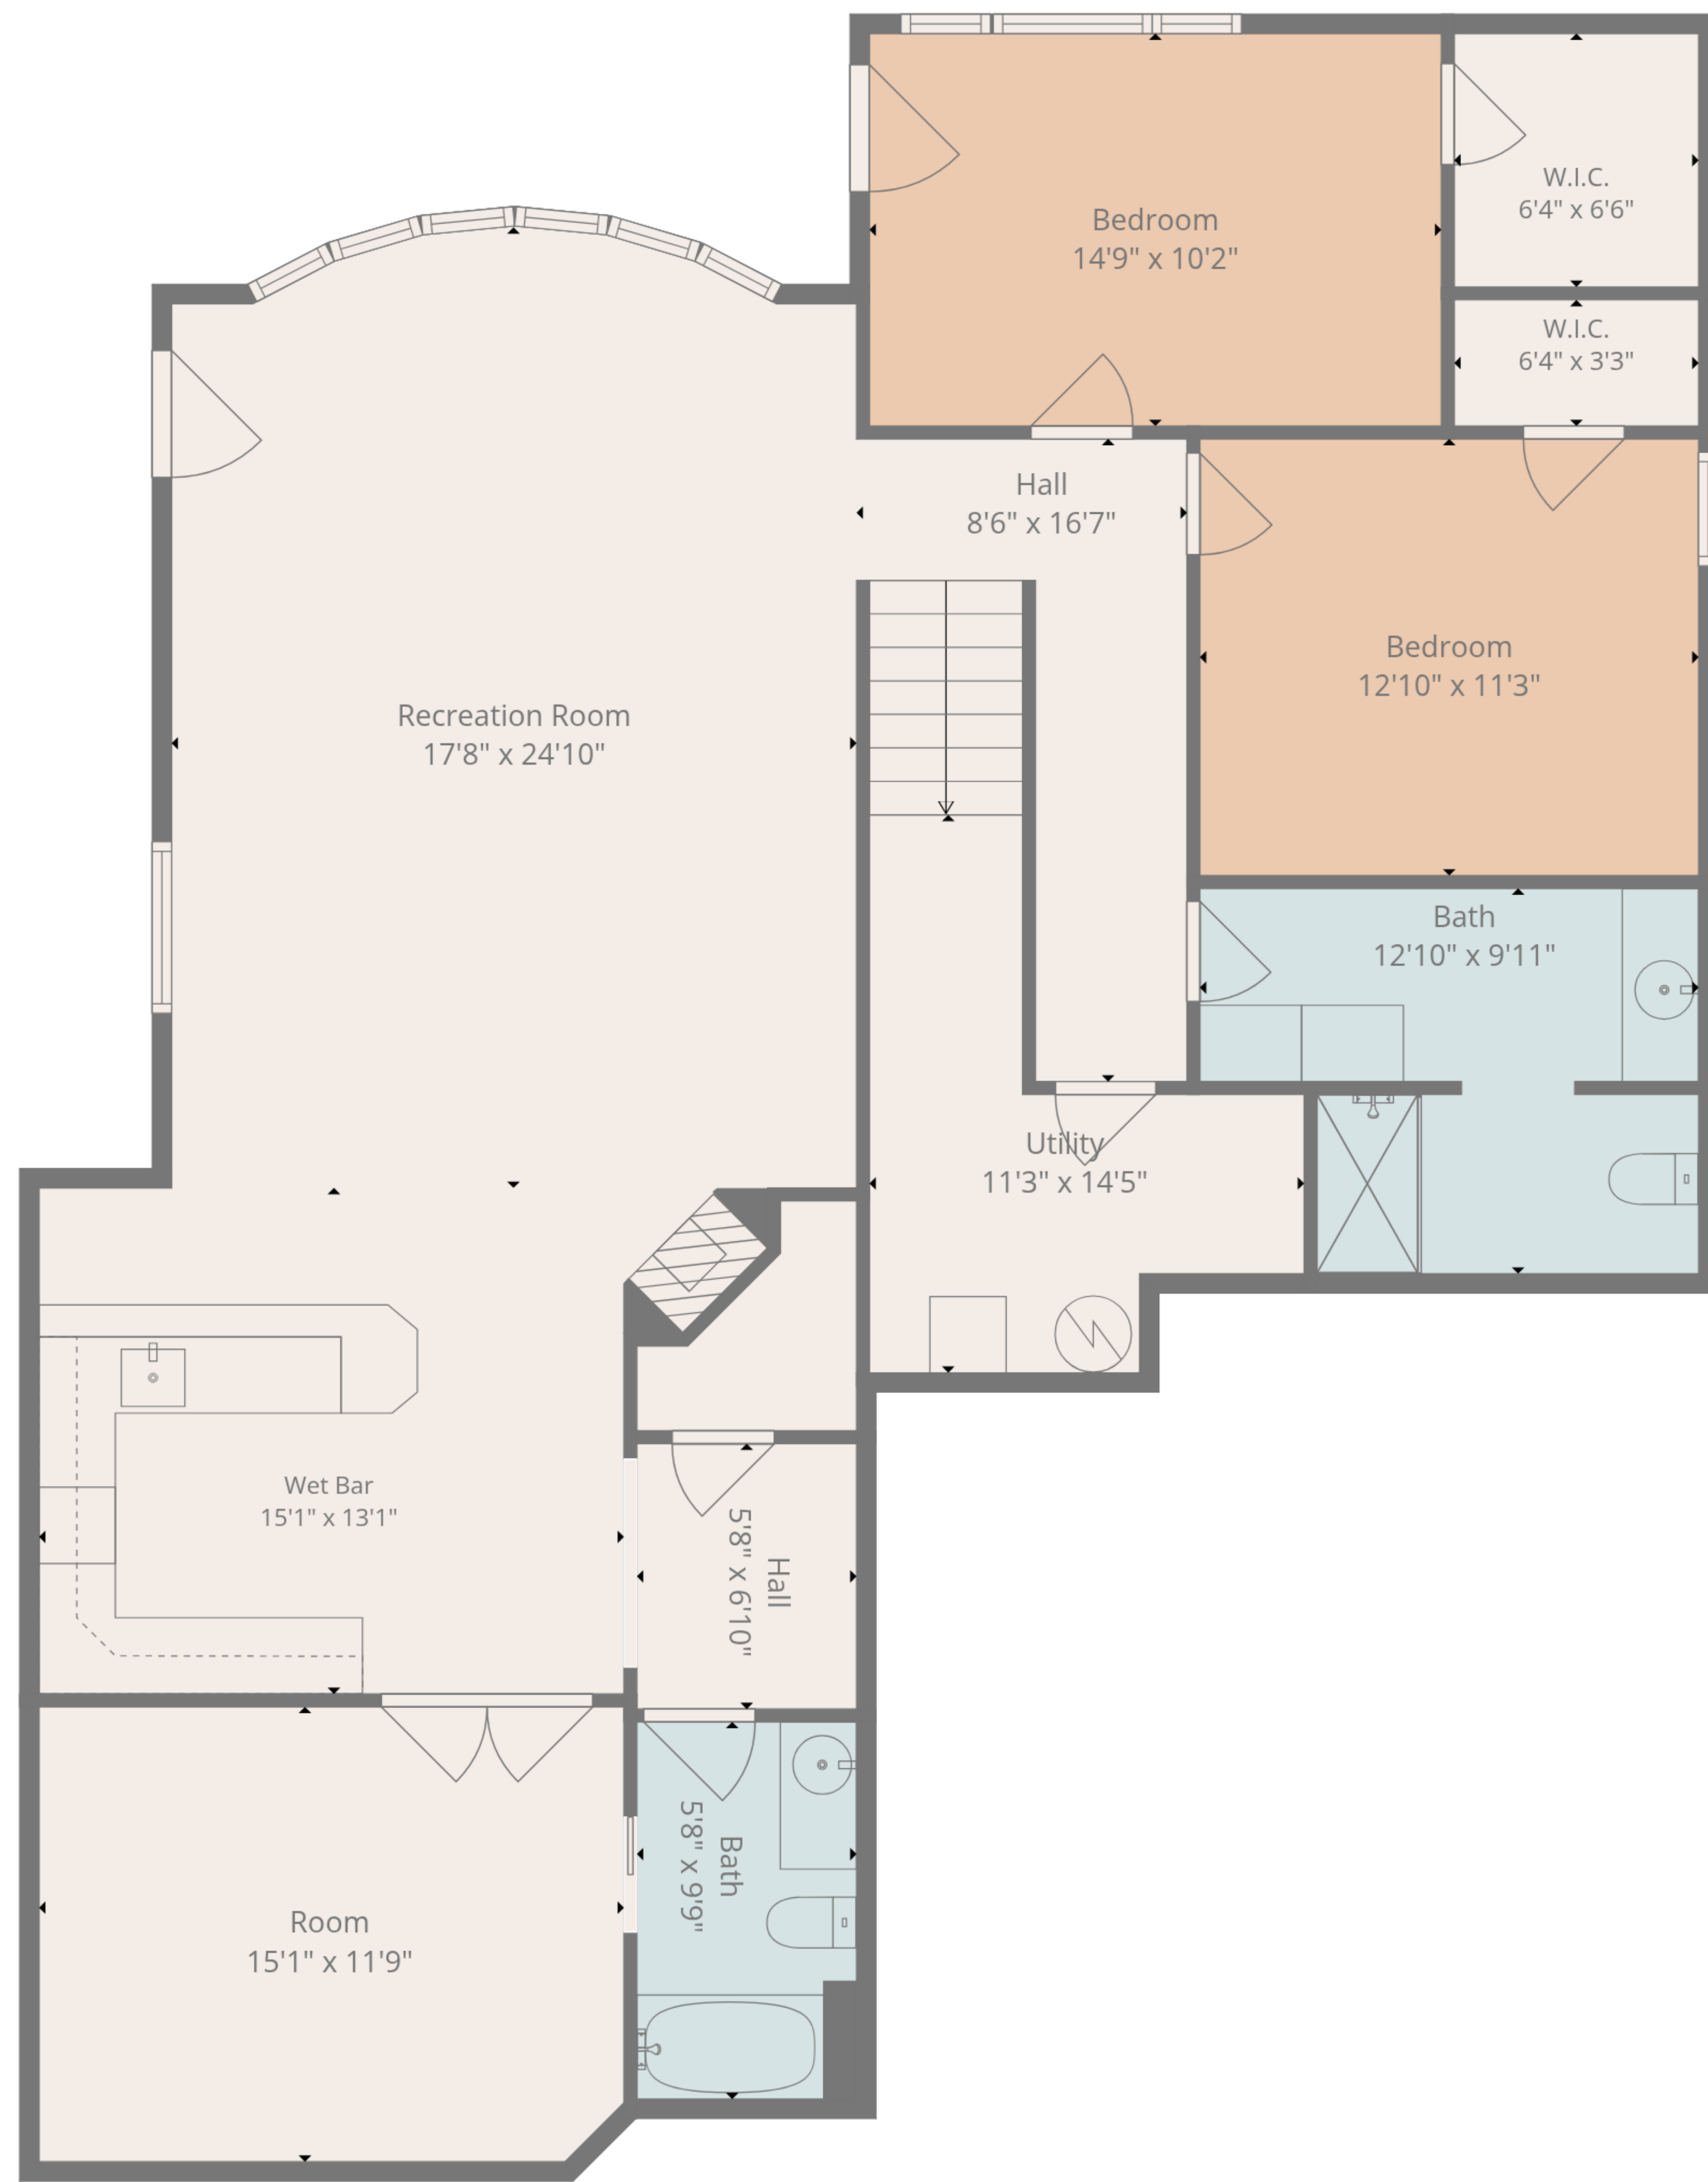 W.I.C.
6'4" x 6'6"
Bedroom
14'9" x 10'2"
W.I.C.
6'4" x 3'3"
Hall
8'6" x 16'7"
Bedroom
12'10" x 11'3"
Recreation Room
17'8" x 24'10"
Bath
12'10" x 9'11"
Utility
11'3" x 14'5"
Wet Bar
15'1" x 13'1"
Hall
5'8" x 6'10"
Bath
5'8" x 9'9"
Room
15'1" x 11'9"